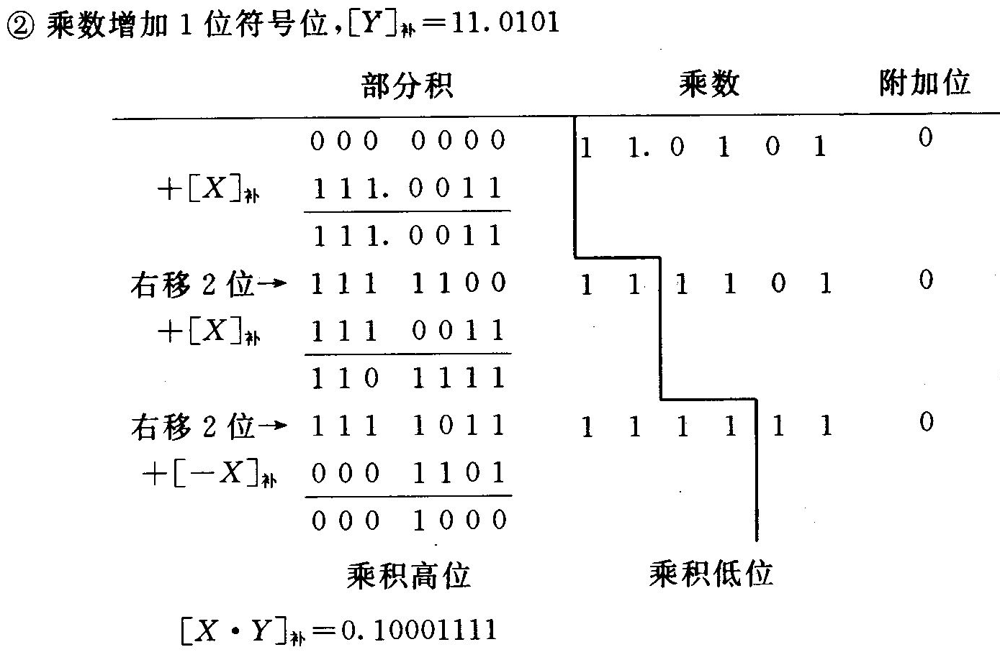 ② 乘数增加 1 位符号位,[Y]补=11.0101
部分积 乘数 附加位
0 0 0 0 0 0 0 1 1. 0 1 0 1 0
+[X]补 1 1 1. 0 0 1 1
1 1 1. 0 0 1 1
右移 2 位→ 1 1 1 1 1 0 0 1 1 1 1 0 1 0
+[X]补 1 1 1 0 0 1 1
1 1 0 1 1 1 1
右移 2 位→ 1 1 1 1 0 1 1 1 1 1 1 1 1 0
+[-X]补 0 0 0 1 1 0 1
0 0 0 1 0 0 0
乘积高位 乘积低位
[X·Y]补=0.10001111